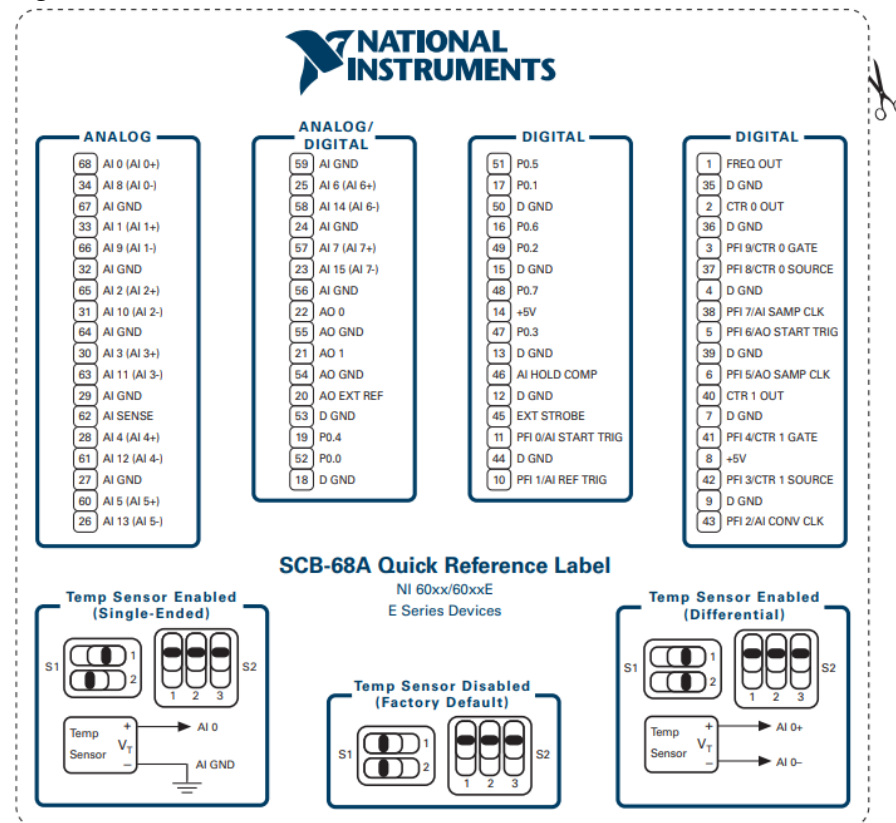 NATIONAL
INSTRUMENTS
ANALOG
68 AI 0 (AI 0+)
34 AI 8 (AI 0-)
67 AI GND
33 AI 1 (AI 1+)
66 AI 9 (AI 1-)
32 AI GND
65 AI 2 (AI 2+)
31 AI 10 (AI 2-)
64 AI GND
30 AI 3 (AI 3+)
63 AI 11 (AI 3-)
29 AI GND
62 AI SENSE
28 AI 4 (AI 4+)
61 AI 12 (AI 4-)
27 AI GND
60 AI 5 (AI 5+)
26 AI 13 (AI 5-)
ANALOG/
DIGITAL
59 AI GND
25 AI 6 (AI 6+)
58 AI 14 (AI 6-)
24 AI GND
57 AI 7 (AI 7+)
23 AI 15 (AI 7-)
56 AI GND
22 AO 0
55 AO GND
21 AO 1
54 AO GND
20 AO EXT REF
53 D GND
19 P0.4
52 P0.0
18 D GND
DIGITAL
51 P0.5
17 P0.1
50 D GND
16 P0.6
49 P0.2
15 D GND
48 P0.7
14 +5V
47 P0.3
13 D GND
46 AI HOLD COMP
12 D GND
45 EXT STROBE
11 PFI 0/AI START TRIG
44 D GND
10 PFI 1/AI REF TRIG
DIGITAL
1 FREQ OUT
35 D GND
2 CTR 0 OUT
36 D GND
3 PFI 9/CTR 0 GATE
37 PFI 8/CTR 0 SOURCE
4 D GND
38 PFI 7/AI SAMP CLK
5 PFI 6/AO START TRIG
39 D GND
6 PFI 5/AO SAMP CLK
40 CTR 1 OUT
7 D GND
41 PFI 4/CTR 1 GATE
8 +5V
42 PFI 3/CTR 1 SOURCE
9 D GND
43 PFI 2/AI CONV CLK
SCB-68A Quick Reference Label
NI 60xx/60xxE
E Series Devices
Temp Sensor Enabled
(Single-Ended)
S1 1 2
1 2 3 S2
Temp
Sensor
+ VT –
AI 0
AI GND
Temp Sensor Disabled
(Factory Default)
S1 1 2
1 2 3 S2
Temp Sensor Enabled
(Differential)
S1 1 2
1 2 3 S2
Temp
Sensor
+ VT –
AI 0+
AI 0–